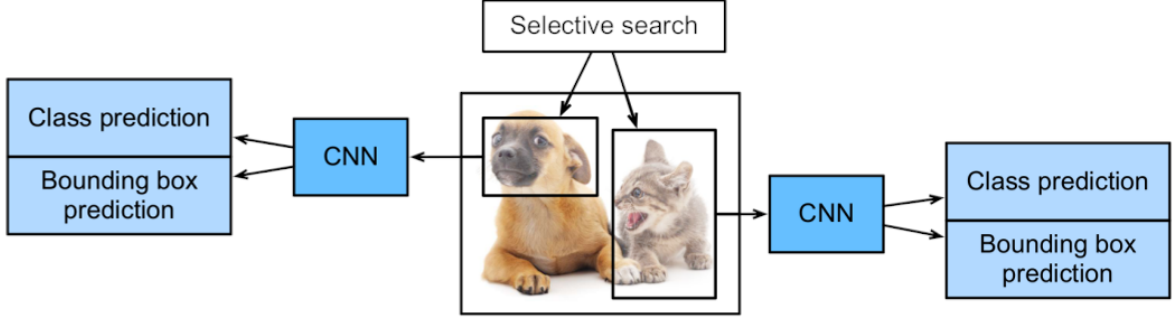 Selective search
Class prediction
Bounding box
prediction
CNN
CNN
Class prediction
Bounding box
prediction